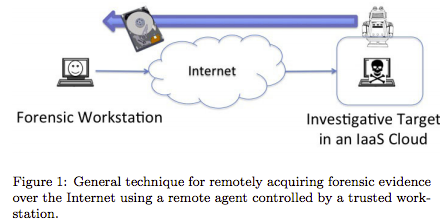 Internet
Forensic Workstation
Investigative Target
in an IaaS Cloud
Figure 1: General technique for remotely acquiring forensic evidence
over the Internet using a remote agent controlled by a trusted work-
station.